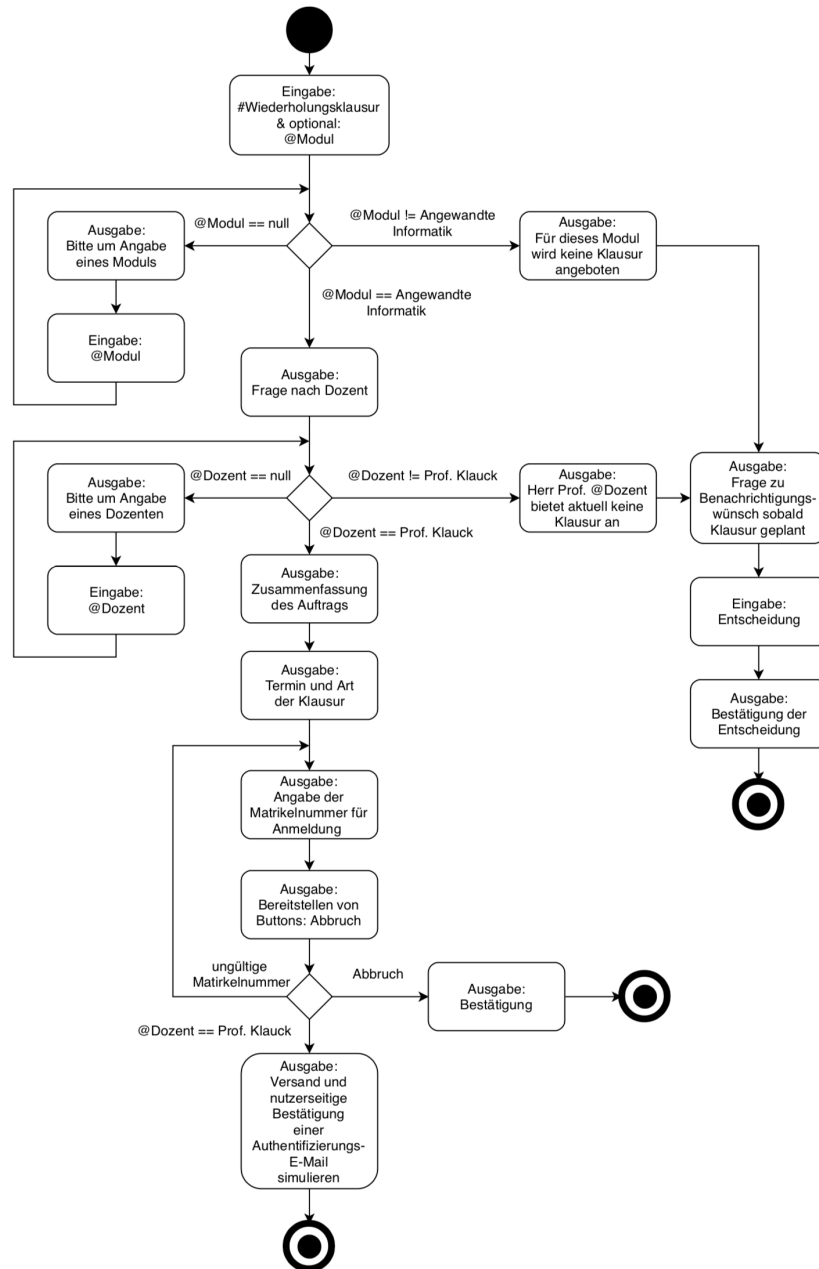 Eingabe:
#Wiederholungsklausur
& optional:
@Modul
@Modul == null
@Modul != Angewandte
Informatik
Ausgabe:
Bitte um Angabe
eines Moduls
Ausgabe:
Für dieses Modul
wird keine Klausur
angeboten
@Modul == Angewandte
Informatik
Eingabe:
@Modul
Ausgabe:
Frage nach Dozent
@Dozent == null
@Dozent != Prof. Klauck
Ausgabe:
Bitte um Angabe
eines Dozenten
Ausgabe:
Herr Prof. @Dozent
bietet aktuell keine
Klausur an
Ausgabe:
Frage zu
Benachrichtigungs-
wünsch sobald
Klausur geplant
@Dozent == Prof. Klauck
Eingabe:
@Dozent
Ausgabe:
Zusammenfassung
des Auftrags
Eingabe:
Entscheidung
Ausgabe:
Termin und Art
der Klausur
Ausgabe:
Bestätigung der
Entscheidung
Ausgabe:
Angabe der
Matrikelnummer für
Anmeldung
Ausgabe:
Bereitstellen von
Buttons: Abbruch
ungültige
Matirkelnummer
Abbruch
Ausgabe:
Bestätigung
@Dozent == Prof. Klauck
Ausgabe:
Versand und
nutzerseitige
Bestätigung
einer
Authentifizierungs-
E-Mail
simulieren